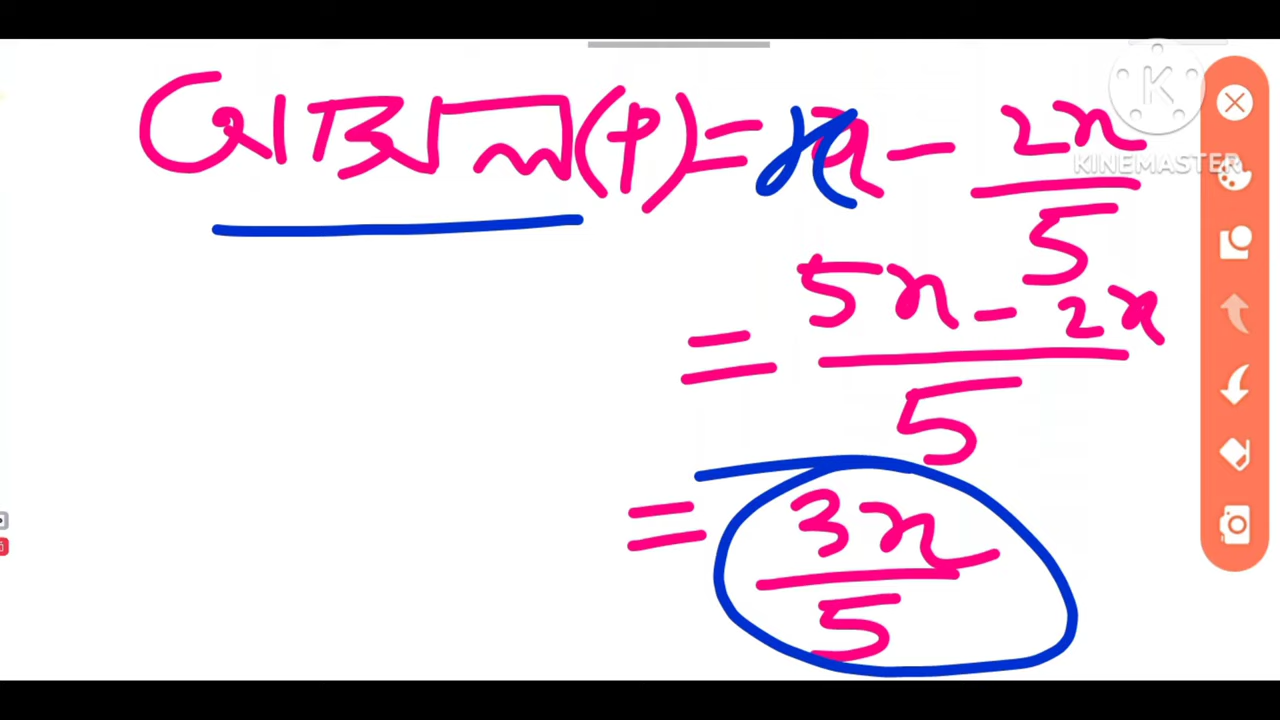 K
KINEMASTER
(P) = x - 2x/5
= 5x - 2x/5
= 3x/5